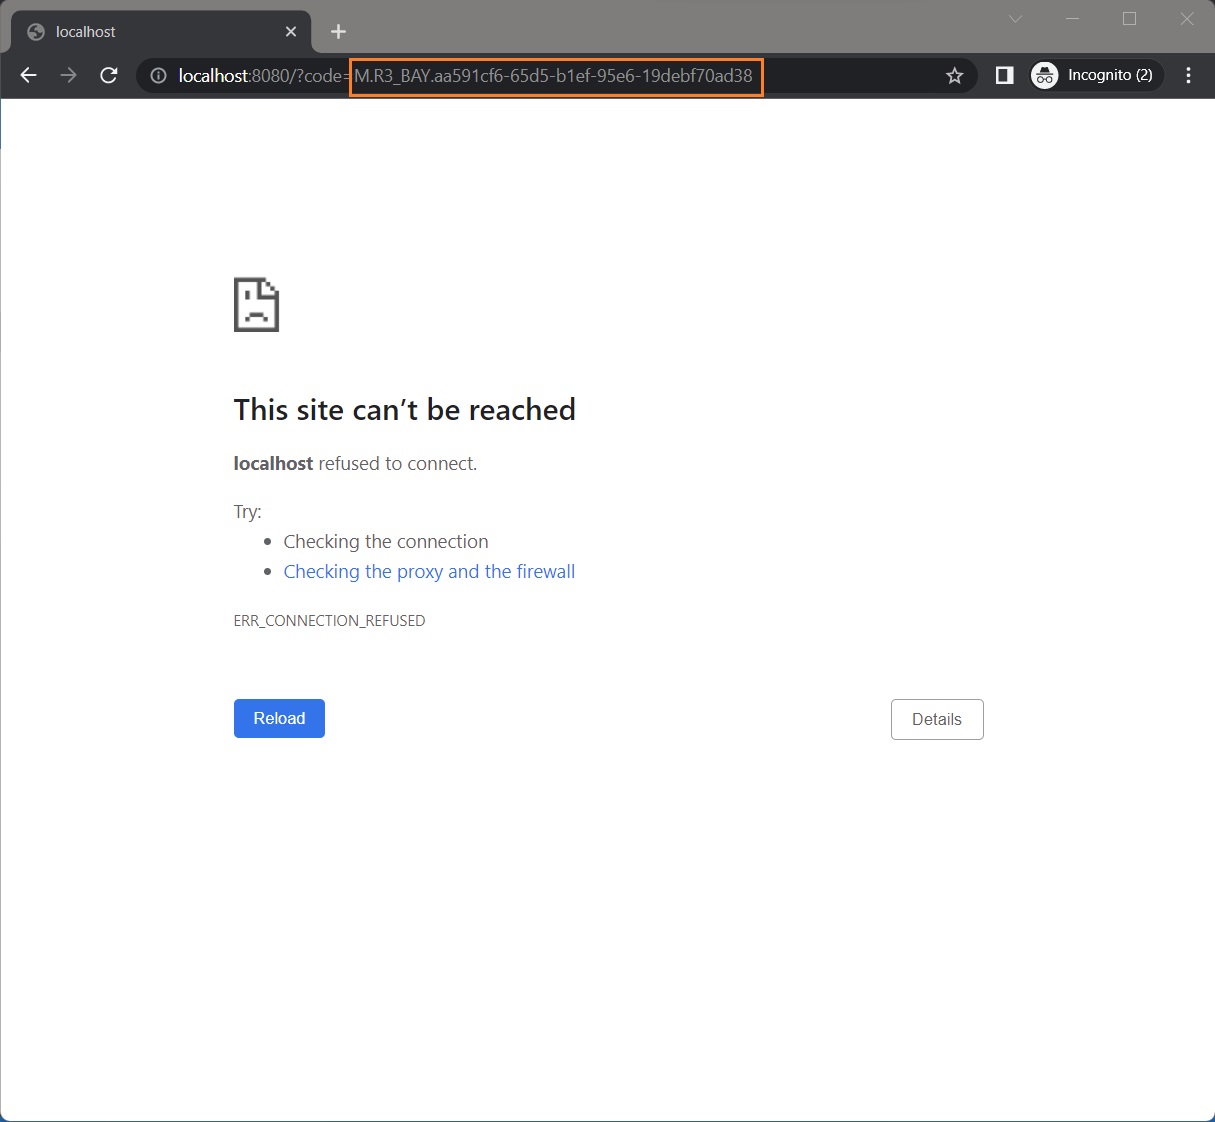 localhost
localhost:8080/?code=M.R3_BAY.aa591cf6-65d5-b1ef-95e6-19debf70ad38
Incognito (2)
This site can’t be reached
localhost refused to connect.
Try:
Checking the connection
Checking the proxy and the firewall
ERR_CONNECTION_REFUSED
Reload
Details